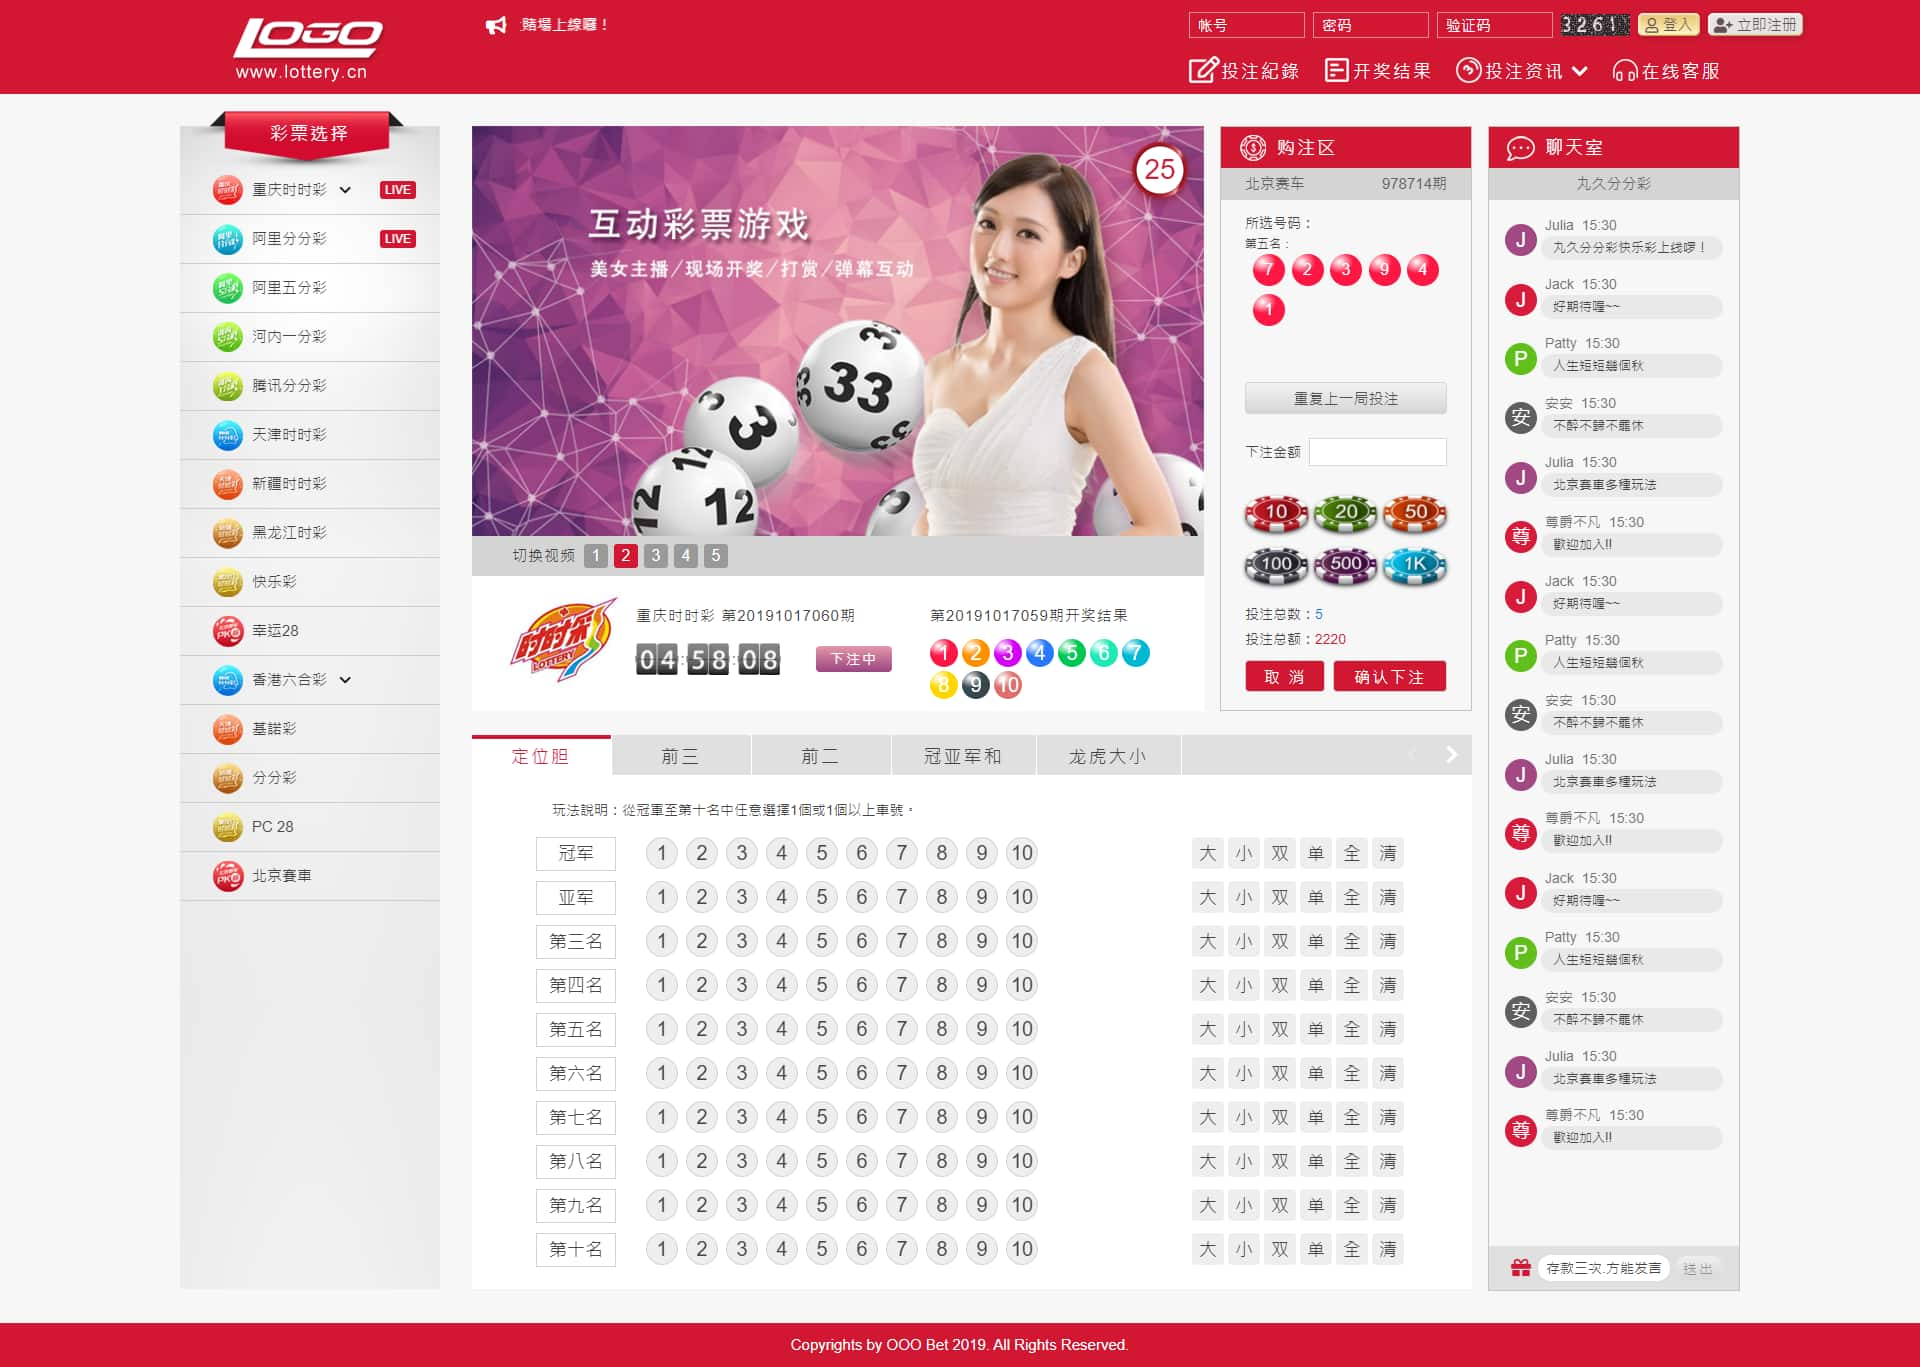 LOGO
www.lottery.cn
賭場上線囉！
帐号
密码
验证码
3261
登入
立即注册
投注紀錄
开奖结果
投注资讯
在线客服
彩票选择
重庆时时彩
LIVE
阿里分分彩
LIVE
阿里五分彩
河内一分彩
腾讯分分彩
天津时时彩
新疆时时彩
黑龙江时彩
快乐彩
幸运28
香港六合彩
基諾彩
分分彩
PC 28
北京賽車
25
互动彩票游戏
美女主播/现场开奖/打赏/弹幕互动
33
33
33
3
3
12
12
12
切换视频 1 2 3 4 5
时时彩
LOTTERY
重庆时时彩 第20191017060期
04:58:08
下注中
第20191017059期开奖结果
1 2 3 4 5 6 7
8 9 10
购注区
北京赛车 978714期
所选号码：
第五名：
7 2 3 9 4
1
重复上一局投注
下注金额
10 20 50
100 500 1K
投注总数：5
投注总额：2220
取 消
确认下注
定位胆
前三
前二
冠亚军和
龙虎大小
玩法說明：從冠軍至第十名中任意選擇1個或1個以上車號。
冠军 1 2 3 4 5 6 7 8 9 10 大 小 双 单 全 清
亚军 1 2 3 4 5 6 7 8 9 10 大 小 双 单 全 清
第三名 1 2 3 4 5 6 7 8 9 10 大 小 双 单 全 清
第四名 1 2 3 4 5 6 7 8 9 10 大 小 双 单 全 清
第五名 1 2 3 4 5 6 7 8 9 10 大 小 双 单 全 清
第六名 1 2 3 4 5 6 7 8 9 10 大 小 双 单 全 清
第七名 1 2 3 4 5 6 7 8 9 10 大 小 双 单 全 清
第八名 1 2 3 4 5 6 7 8 9 10 大 小 双 单 全 清
第九名 1 2 3 4 5 6 7 8 9 10 大 小 双 单 全 清
第十名 1 2 3 4 5 6 7 8 9 10 大 小 双 单 全 清
聊天室
九久分分彩
J Julia 15:30
九久分分彩快乐彩上线啰！
J Jack 15:30
好期待喔~~
P Patty 15:30
人生短短幾個秋
安 安安 15:30
不醉不歸不罷休
J Julia 15:30
北京赛車多種玩法
尊 尊爵不凡 15:30
歡迎加入!!
J Jack 15:30
好期待喔~~
P Patty 15:30
人生短短幾個秋
安 安安 15:30
不醉不歸不罷休
J Julia 15:30
北京赛車多種玩法
尊 尊爵不凡 15:30
歡迎加入!!
J Jack 15:30
好期待喔~~
P Patty 15:30
人生短短幾個秋
安 安安 15:30
不醉不歸不罷休
J Julia 15:30
北京赛車多種玩法
尊 尊爵不凡 15:30
歡迎加入!!
存款三次.方能发言
送出
Copyrights by OOO Bet 2019. All Rights Reserved.